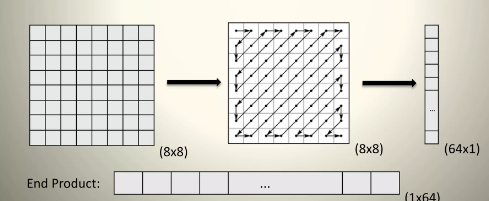 ...
(8x8)
(8x8)
(64x1)
End Product:
...
(1x64)